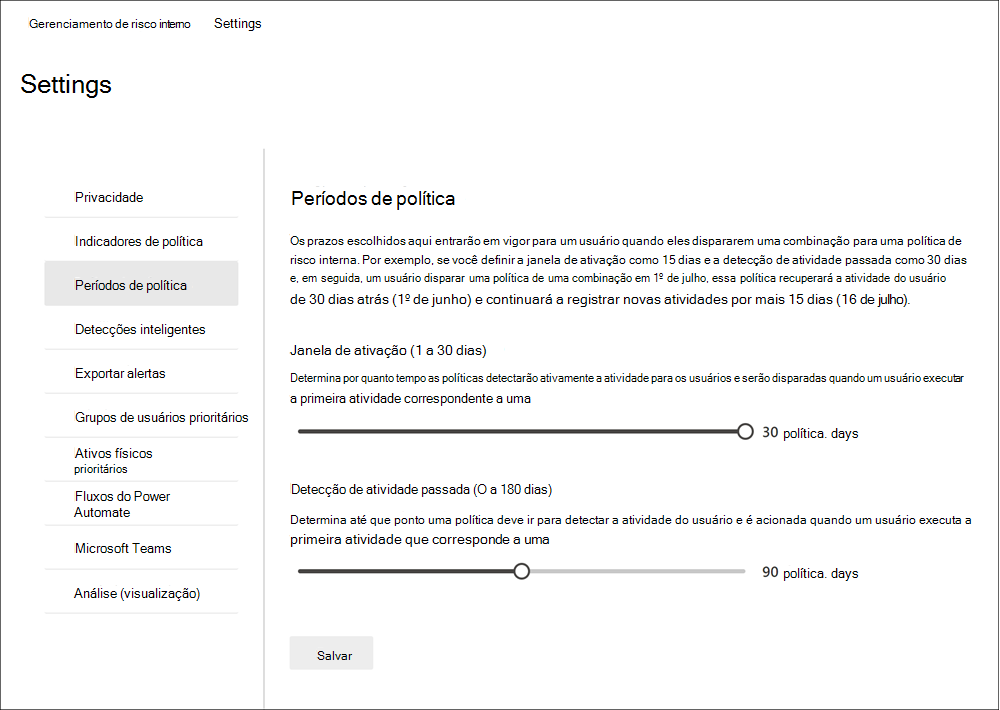 Gerenciamento de risco interno Settings
Settings
Privacidade
Indicadores de política
Períodos de política
Detecções inteligentes
Exportar alertas
Grupos de usuários prioritários
Ativos físicos
prioritários
Fluxos do Power
Automate
Microsoft Teams
Análise (visualização)
Períodos de política
Os prazos escolhidos aqui entrarão em vigor para um usuário quando eles dispararem uma combinação para uma política de
risco interna. Por exemplo, se você definir a janela de ativação como 15 dias e a detecção de atividade passada como 30 dias
e, em seguida, um usuário disparar uma política de uma combinação em 1º de julho, essa política recuperará a atividade do usuário
de 30 dias atrás (1º de junho) e continuará a registrar novas atividades por mais 15 dias (16 de julho).
Janela de ativação (1 a 30 dias)
Determina por quanto tempo as políticas detectarão ativamente a atividade para os usuários e serão disparadas quando um usuário executar
a primeira atividade correspondente a uma
30 política. days
Detecção de atividade passada (O a 180 dias)
Determina até que ponto uma política deve ir para detectar a atividade do usuário e é acionada quando um usuário executa a
primeira atividade que corresponde a uma
90 política. days
Salvar